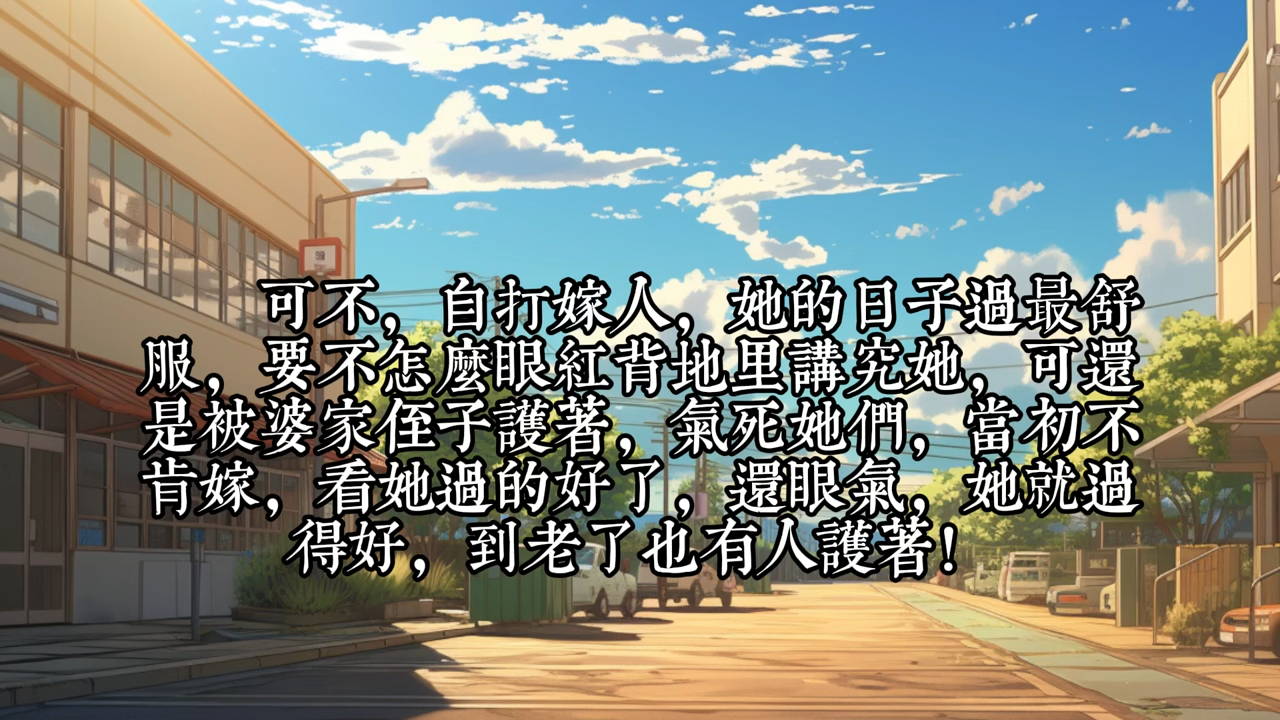 可不，自打嫁人，她的日子過最舒
服，要不怎麼眼紅背地里講究她，可還
是被婆家侄子護著，氣死她們，當初不
肯嫁，看她過的好了，還眼氣，她就過
得好，到老了也有人護著！